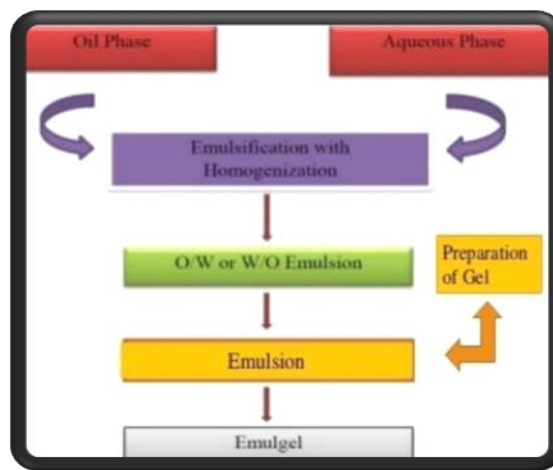 Oil Phase
Aqueous Phase
Emulsification with
Homogenization
O/W or W/O Emulsion
Preparation
of Gel
Emulsion
Emulgel